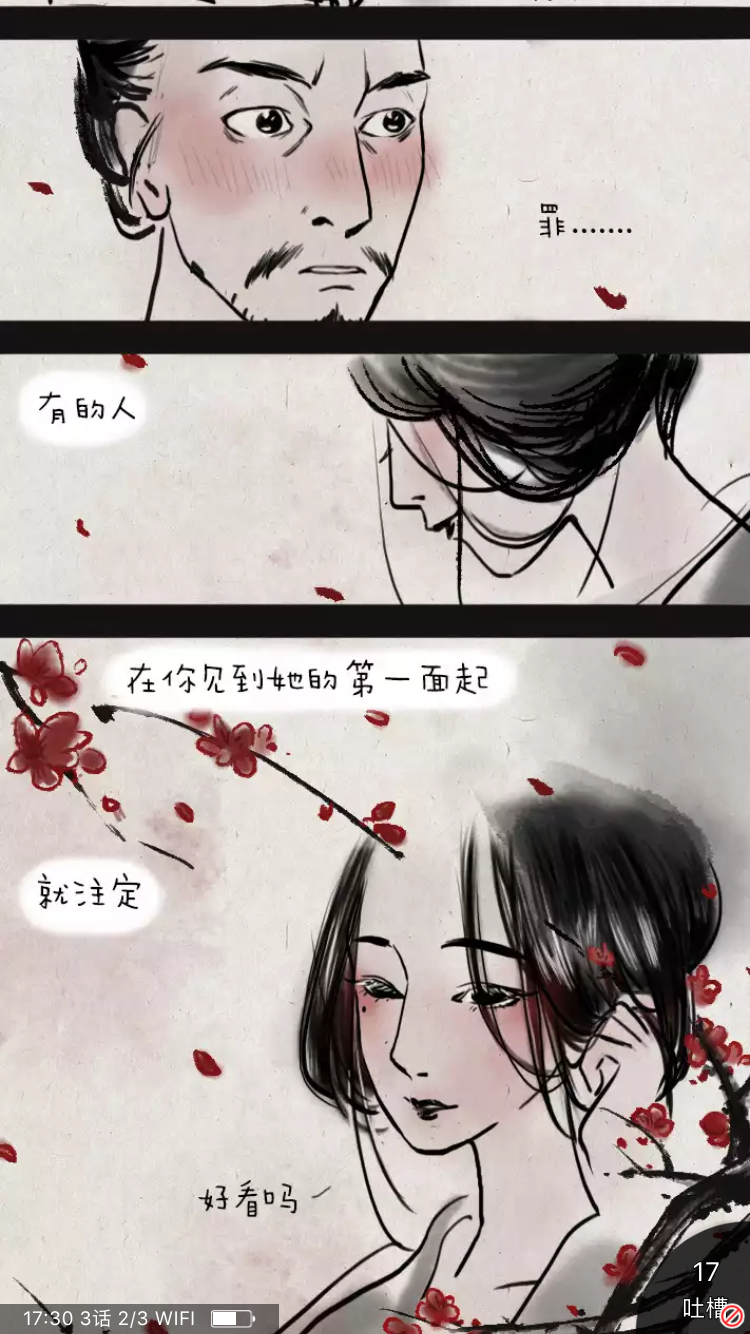 罪.......
有的人
在你见到她的第一面起
就注定
好看吗
17
吐槽
17:30 3话 2/3 WIFI